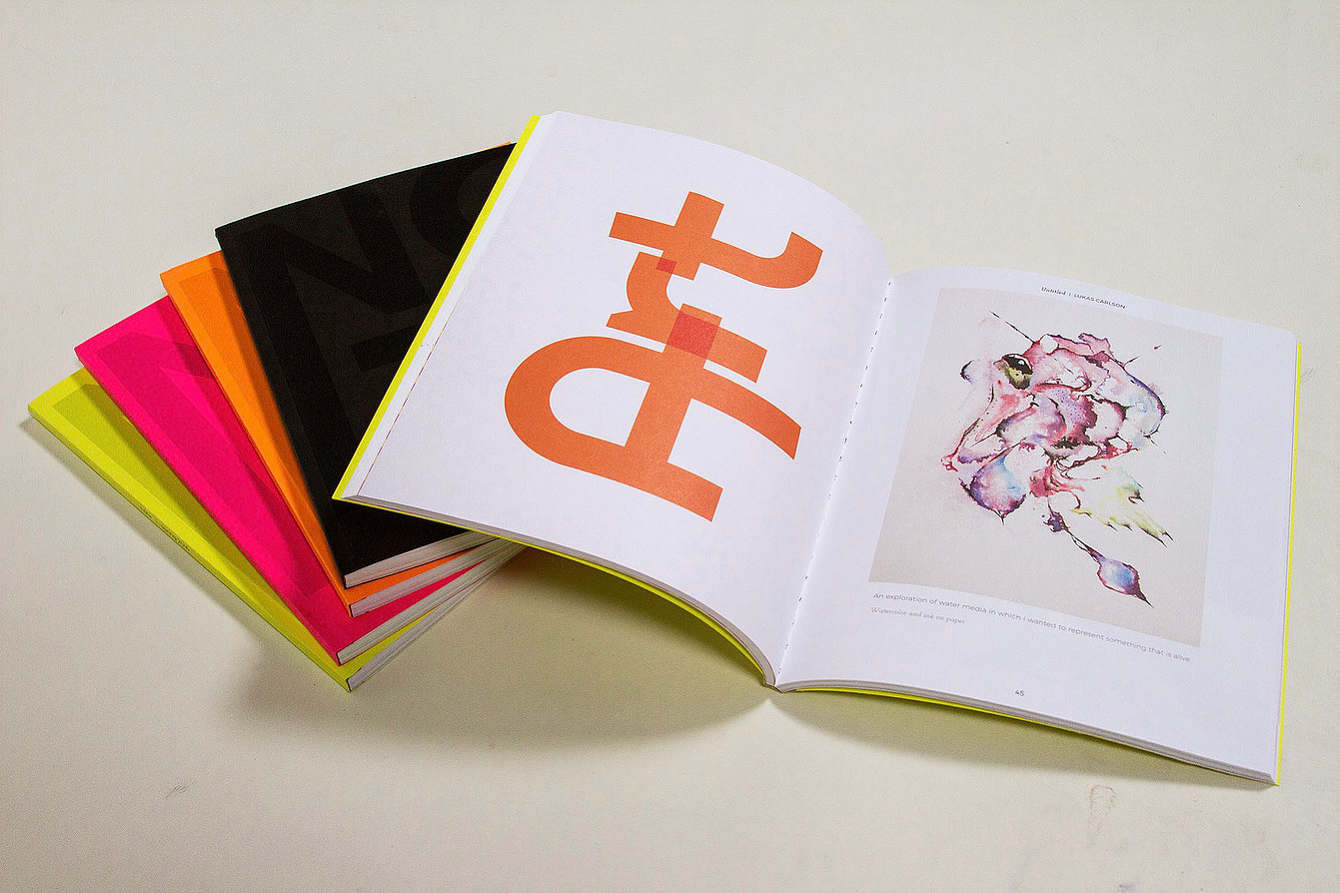 Art
Untitled | LUKAS CARLSON
An exploration of water media in which I wanted to represent something that is alive
Watercolor and ink on paper
45